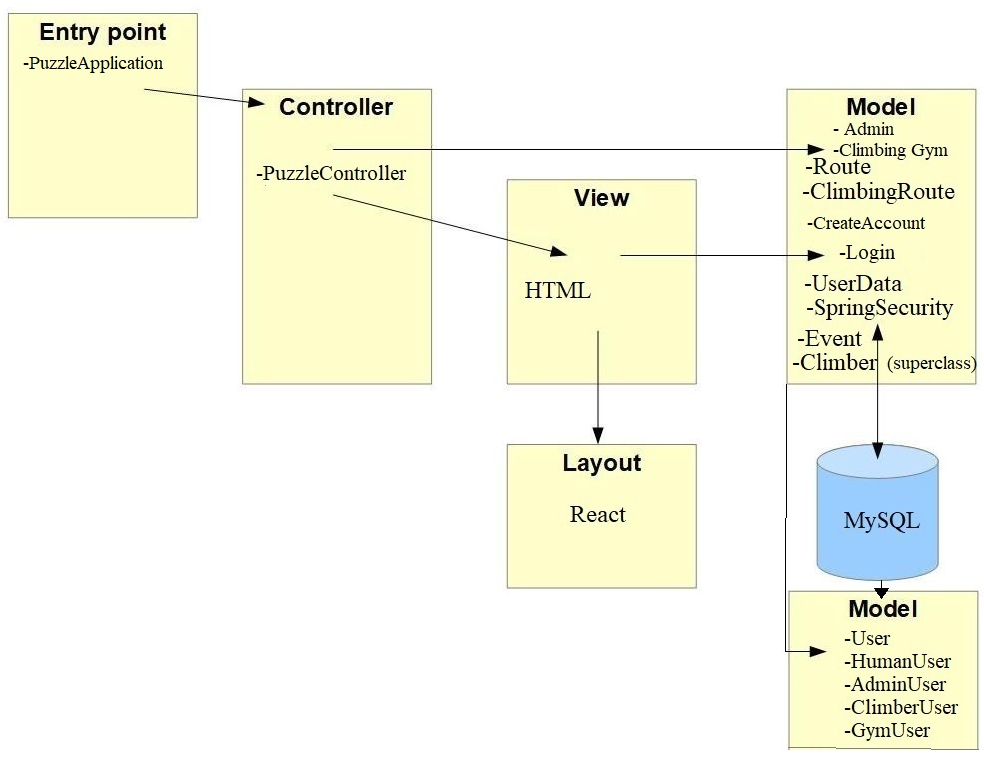 Entry point
-PuzzleApplication
Controller
-PuzzleController
View
HTML
Layout
React
Model
- Admin
-Climbing Gym
-Route
-ClimbingRoute
-CreateAccount
-Login
-UserData
-SpringSecurity
-Event
-Climber (superclass)
MySQL
Model
-User
-HumanUser
-AdminUser
-ClimberUser
-GymUser